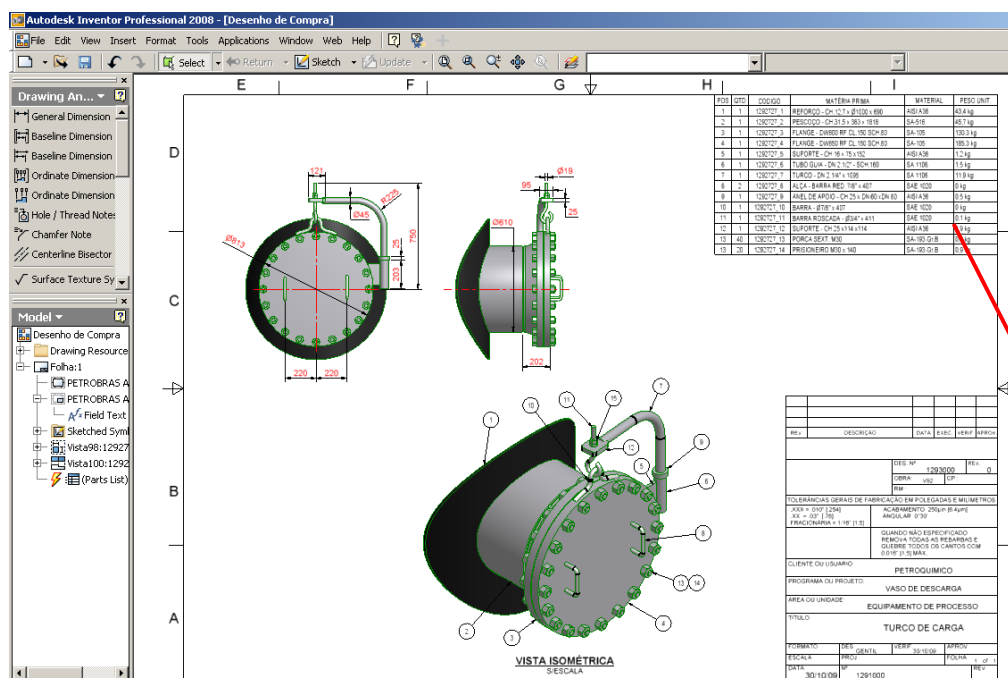 Autodesk Inventor Professional 2008 - [Desenho de Compra]
File Edit View Insert Format Tools Applications Window Web Help
Select Return Sketch Update
Drawing An...
General Dimension
Baseline Dimension
Baseline Dimension
Ordinate Dimension
Ordinate Dimension
Hole / Thread Notes
Chamfer Note
Centerline Bisector
Surface Texture Sy
Model
Desenho de Compra
Drawing Resource
Folha:1
PETROBRAS A
PETROBRAS A
Field Text
Sketched Syml
Vista98:12927
Vista100:1292
(Parts List)
E F G H I
D
C
B
A
POS QTD CODIGO MATÉRIA PRIMA MATERIAL PESO UNIT.
1 1 1292727_1 REFORÇO - CH.12,7 x Ø1000 x 690 AISI A36 43,4 kg
2 1 1292727_2 PESCOÇO - CH.31,5 x 363 x 1818 SA-516 45,7 kg
3 1 1292727_3 FLANGE - DW600 RF CL.150 SCH.80 SA-105 130,3 kg
4 1 1292727_4 FLANGE - DW600 RF CL.150 SCH.80 SA-105 185,3 kg
5 1 1292727_5 SUPORTE - CH 16 x 75 x152 AISI A36 1,2 kg
6 1 1292727_6 TUBO GUIA - DN 2.1/2" - SCH.160 SA 1106 1,5 kg
7 1 1292727_7 TURCO - DN 2.1/4" x 1095 SA 1106 11,9 kg
8 2 1292727_8 ALÇA - BARRA RED. 7/8" x 407 SAE 1020 0 kg
9 1 1292727_9 ANEL DE APOIO - CH 25 x DN 60 x DN 80 AISI A36 0,5 kg
10 1 1292727_10 BARRA - Ø7/8" x 407 SAE 1020 0 kg
11 1 1292727_11 BARRA ROSCADA - Ø3/4" x 411 SAE 1020 0,1 kg
12 1 1292727_12 SUPORTE - CH 25 x114 x114 AISI A36
13 40 1292727_13 PORCA SEXT. M30 SA-193-Gr.B
13 20 1292727_14 PRISIONEIRO M30 x 140 SA-193-Gr.B
121
R225
Ø45
750
25
203
Ø813
220 220
Ø19
95
25
Ø610
202
1 10 11 15 7
12
9
5
6
8
13 14
4
2
3
VISTA ISOMÉTRICA
S/ESCALA
REV. DESCRIÇÃO DATA EXEC. VERIF. APROV.
DES. Nº 1293000 REV. 0
OBRA: V92 CP:
RM:
TOLERÂNCIAS GERAIS DE FABRICAÇÃO EM POLEGADAS E MILIMETROS
.XXX = .010" [.254] ACABAMENTO 250µin [6.4µm]
.XX = .03" [.76] ANGULAR 0°30'
FRACIONÁRIA = 1/16" [1.5]
QUANDO NÃO ESPECIFICADO
REMOVA TODAS AS REBARBAS E
QUEBRE TODOS OS CANTOS COM
0.016" [1,5] MÁX.
CLIENTE OU USUÁRIO
PETROQUIMICO
PROGRAMA OU PROJETO.
VASO DE DESCARGA
ÁREA OU UNIDADE
EQUIPAMENTO DE PROCESSO
TITULO
TURCO DE CARGA
FORMATO DES. GENTIL VERIF. 30/10/09 APROV.
ESCALA PROJ. FOLHA 1 of 1
DATA 30/10/09 Nº 1291000 REV